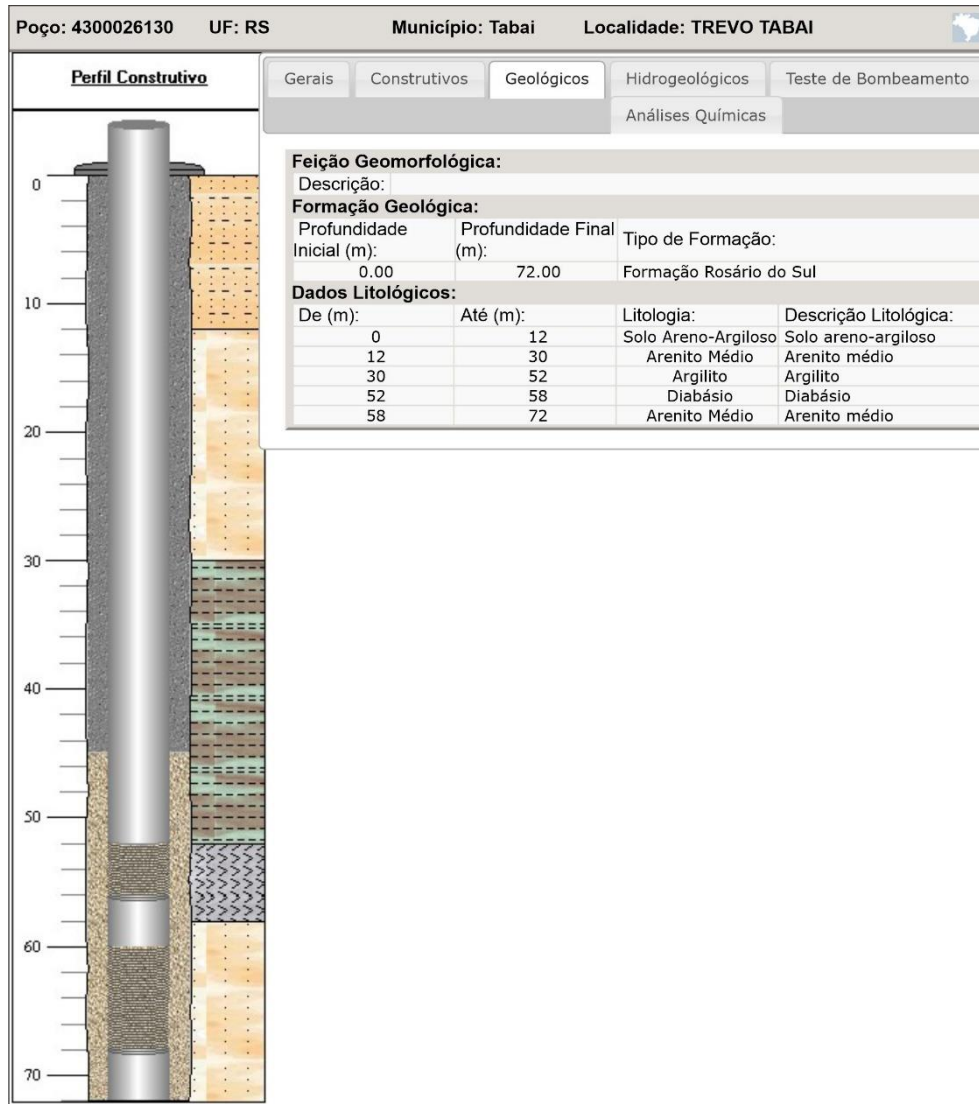 Poço: 4300026130 UF: RS Município: Tabai Localidade: TREVO TABAI
Perfil Construtivo
Gerais Construtivos Geológicos Hidrogeológicos Teste de Bombeamento
Análises Químicas
Feição Geomorfológica:
Descrição:
Formação Geológica:
Profundidade Inicial (m): Profundidade Final (m): Tipo de Formação:
0.00 72.00 Formação Rosário do Sul
Dados Litológicos:
De (m): Até (m): Litologia: Descrição Litológica:
0 12 Solo Areno-Argiloso Solo areno-argiloso
12 30 Arenito Médio Arenito médio
30 52 Argilito Argilito
52 58 Diabásio Diabásio
58 72 Arenito Médio Arenito médio
0
10
20
30
40
50
60
70